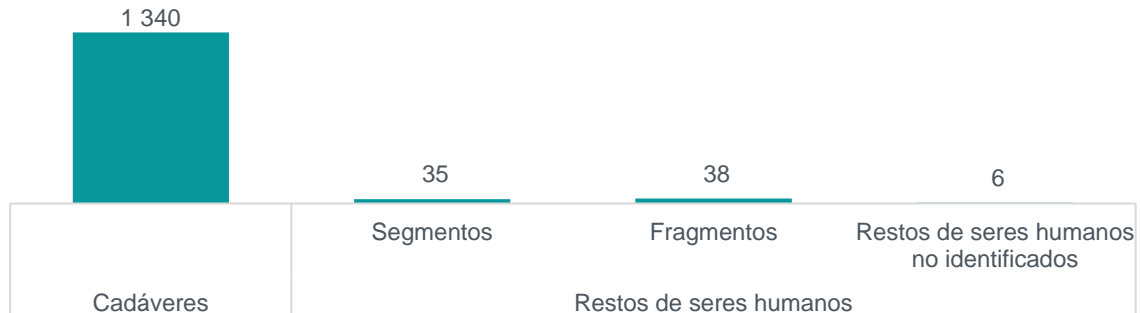 1 340
35
38
6
Segmentos
Fragmentos
Restos de seres humanos
no identificados
Cadáveres
Restos de seres humanos